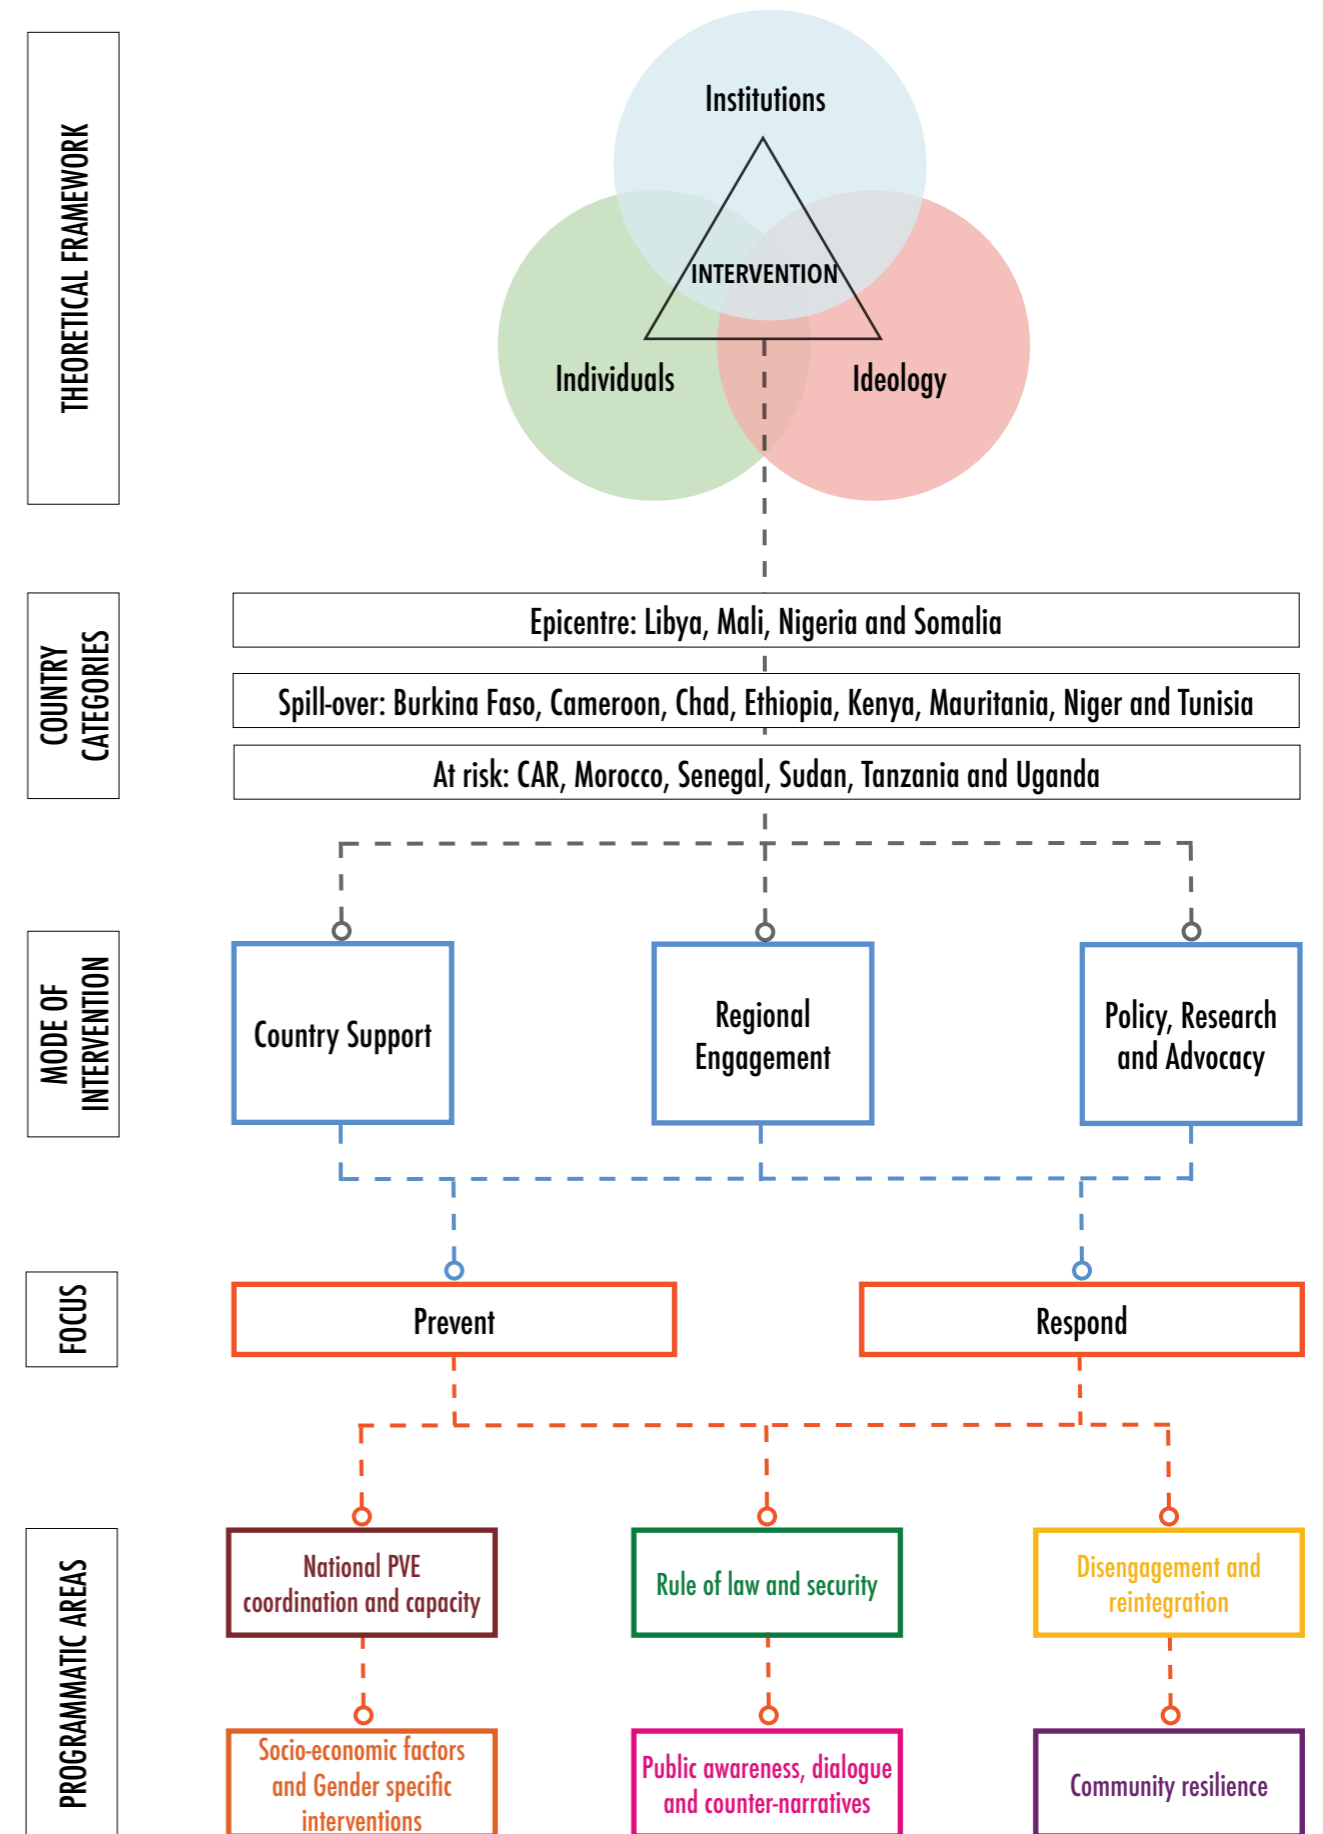 THEORETICAL FRAMEWORK
Institutions
INTERVENTION
Individuals
Ideology
COUNTRY
CATEGORIES
Epicentre: Libya, Mali, Nigeria and Somalia
Spill-over: Burkina Faso, Cameroon, Chad, Ethiopia, Kenya, Mauritania, Niger and Tunisia
At risk: CAR, Morocco, Senegal, Sudan, Tanzania and Uganda
MODE OF
INTERVENTION
Country Support
Regional
Engagement
Policy, Research
and Advocacy
FOCUS
Prevent
Respond
PROGRAMMATIC AREAS
National PVE
coordination and capacity
Rule of law and security
Disengagement and
reintegration
Socio-economic factors
and Gender specific
interventions
Public awareness, dialogue
and counter-narratives
Community resilience